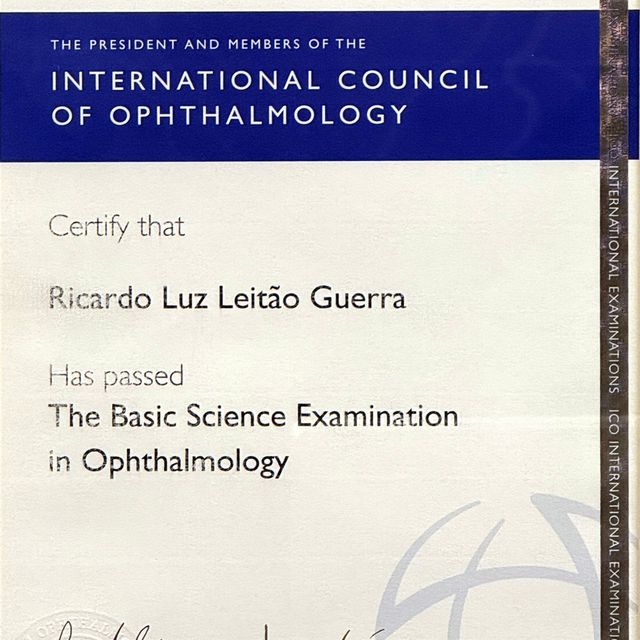 THE PRESIDENT AND MEMBERS OF THE
INTERNATIONAL COUNCIL
OF OPHTHALMOLOGY
Certify that
Ricardo Luz Leitão Guerra
Has passed
The Basic Science Examination
in Ophthalmology
INTERNATIONAL EXAMINATIONS ICO INTERNATIONAL EXAMINATI